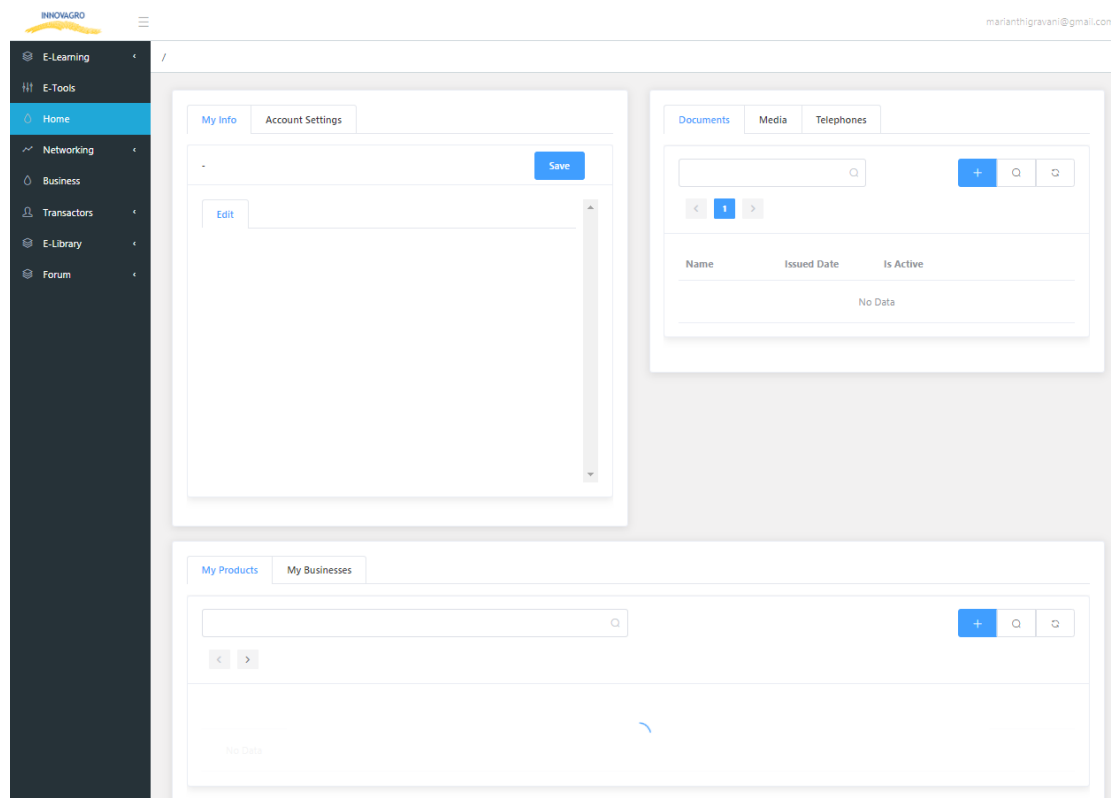 INNOVAGRO
marianthigravani@gmail.com
E-Learning
/
E-Tools
Home
Networking
Business
Transactors
E-Library
Forum
My Info
Account Settings
-
Save
Edit
Documents
Media
Telephones
1
Name Issued Date Is Active
No Data
My Products
My Businesses
No Data